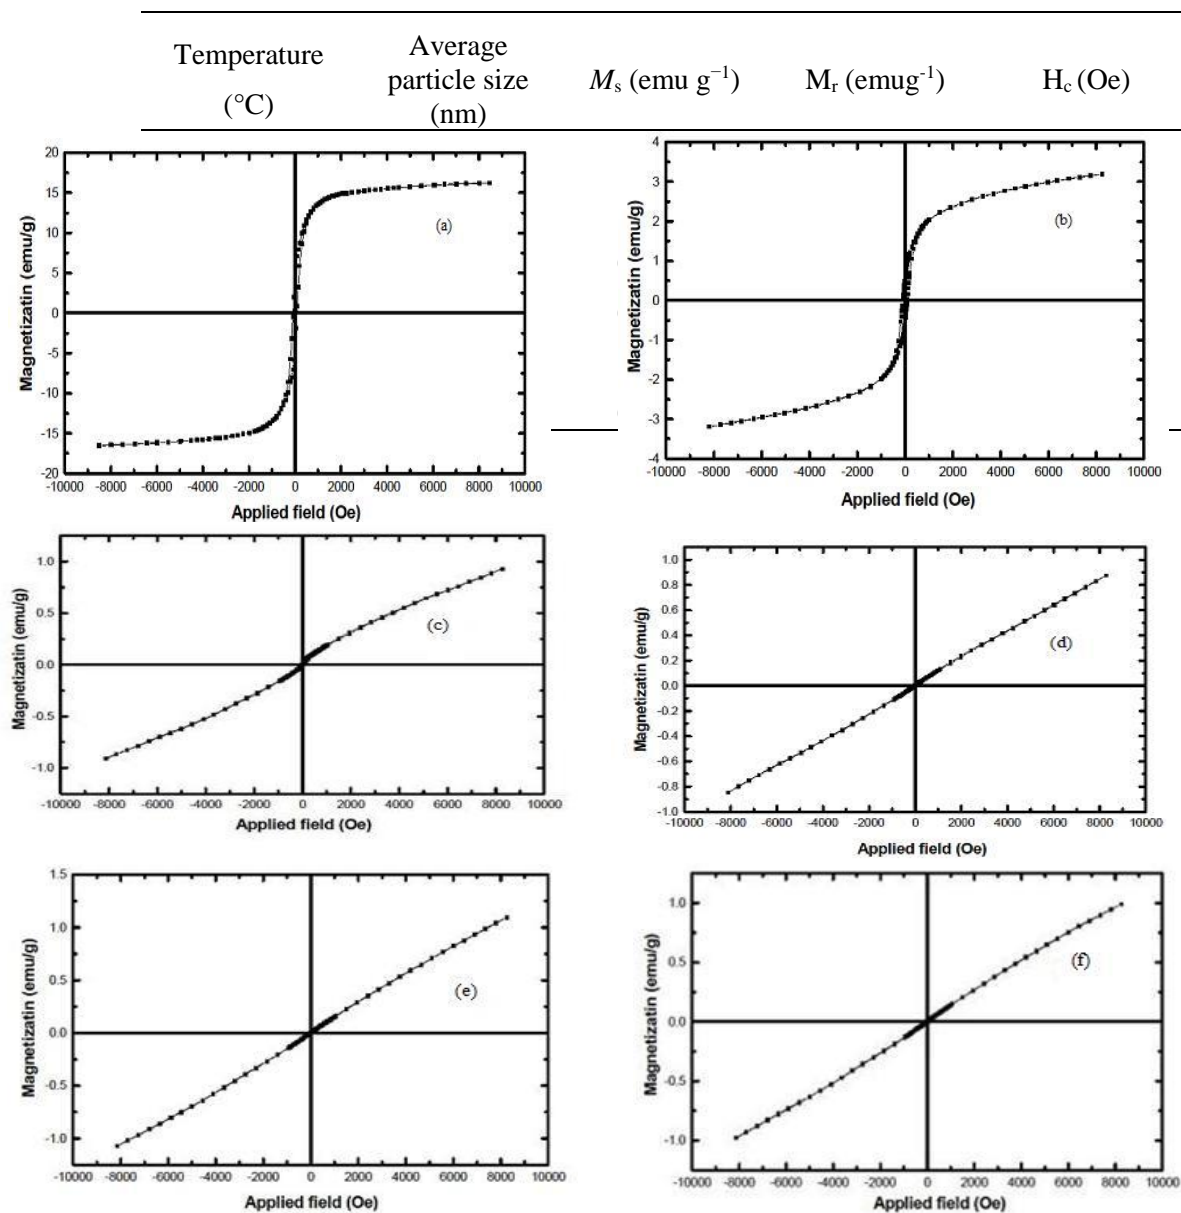 Temperature (°C) Average particle size (nm) Mₛ (emu g⁻¹) Mᵣ (emug⁻¹) H꜀ (Oe)
20
15
10
5
0
-5
-10
-15
-20
-10000 -8000 -6000 -4000 -2000 0 2000 4000 6000 8000 10000
Magnetizatin (emu/g)
Applied field (Oe)
(a)
4
3
2
1
0
-1
-2
-3
-4
-10000 -8000 -6000 -4000 -2000 0 2000 4000 6000 8000 10000
Magnetizatin (emu/g)
Applied field (Oe)
(b)
1.0
0.5
0.0
-0.5
-1.0
-10000 -8000 -6000 -4000 -2000 0 2000 4000 6000 8000 10000
Magnetizatin (emu/g)
Applied field (Oe)
(c)
1.0
0.8
0.6
0.4
0.2
0.0
-0.2
-0.4
-0.6
-0.8
-1.0
-10000 -8000 -6000 -4000 -2000 0 2000 4000 6000 8000 10000
Magnetizatin (emu/g)
Applied field (Oe)
(d)
1.5
1.0
0.5
0.0
-0.5
-1.0
-10000 -8000 -6000 -4000 -2000 0 2000 4000 6000 8000 10000
Magnetizatin (emu/g)
Applied field (Oe)
(e)
1.0
0.5
0.0
-0.5
-1.0
-10000 -8000 -6000 -4000 -2000 0 2000 4000 6000 8000 10000
Magnetizatin (emu/g)
Applied field (Oe)
(f)